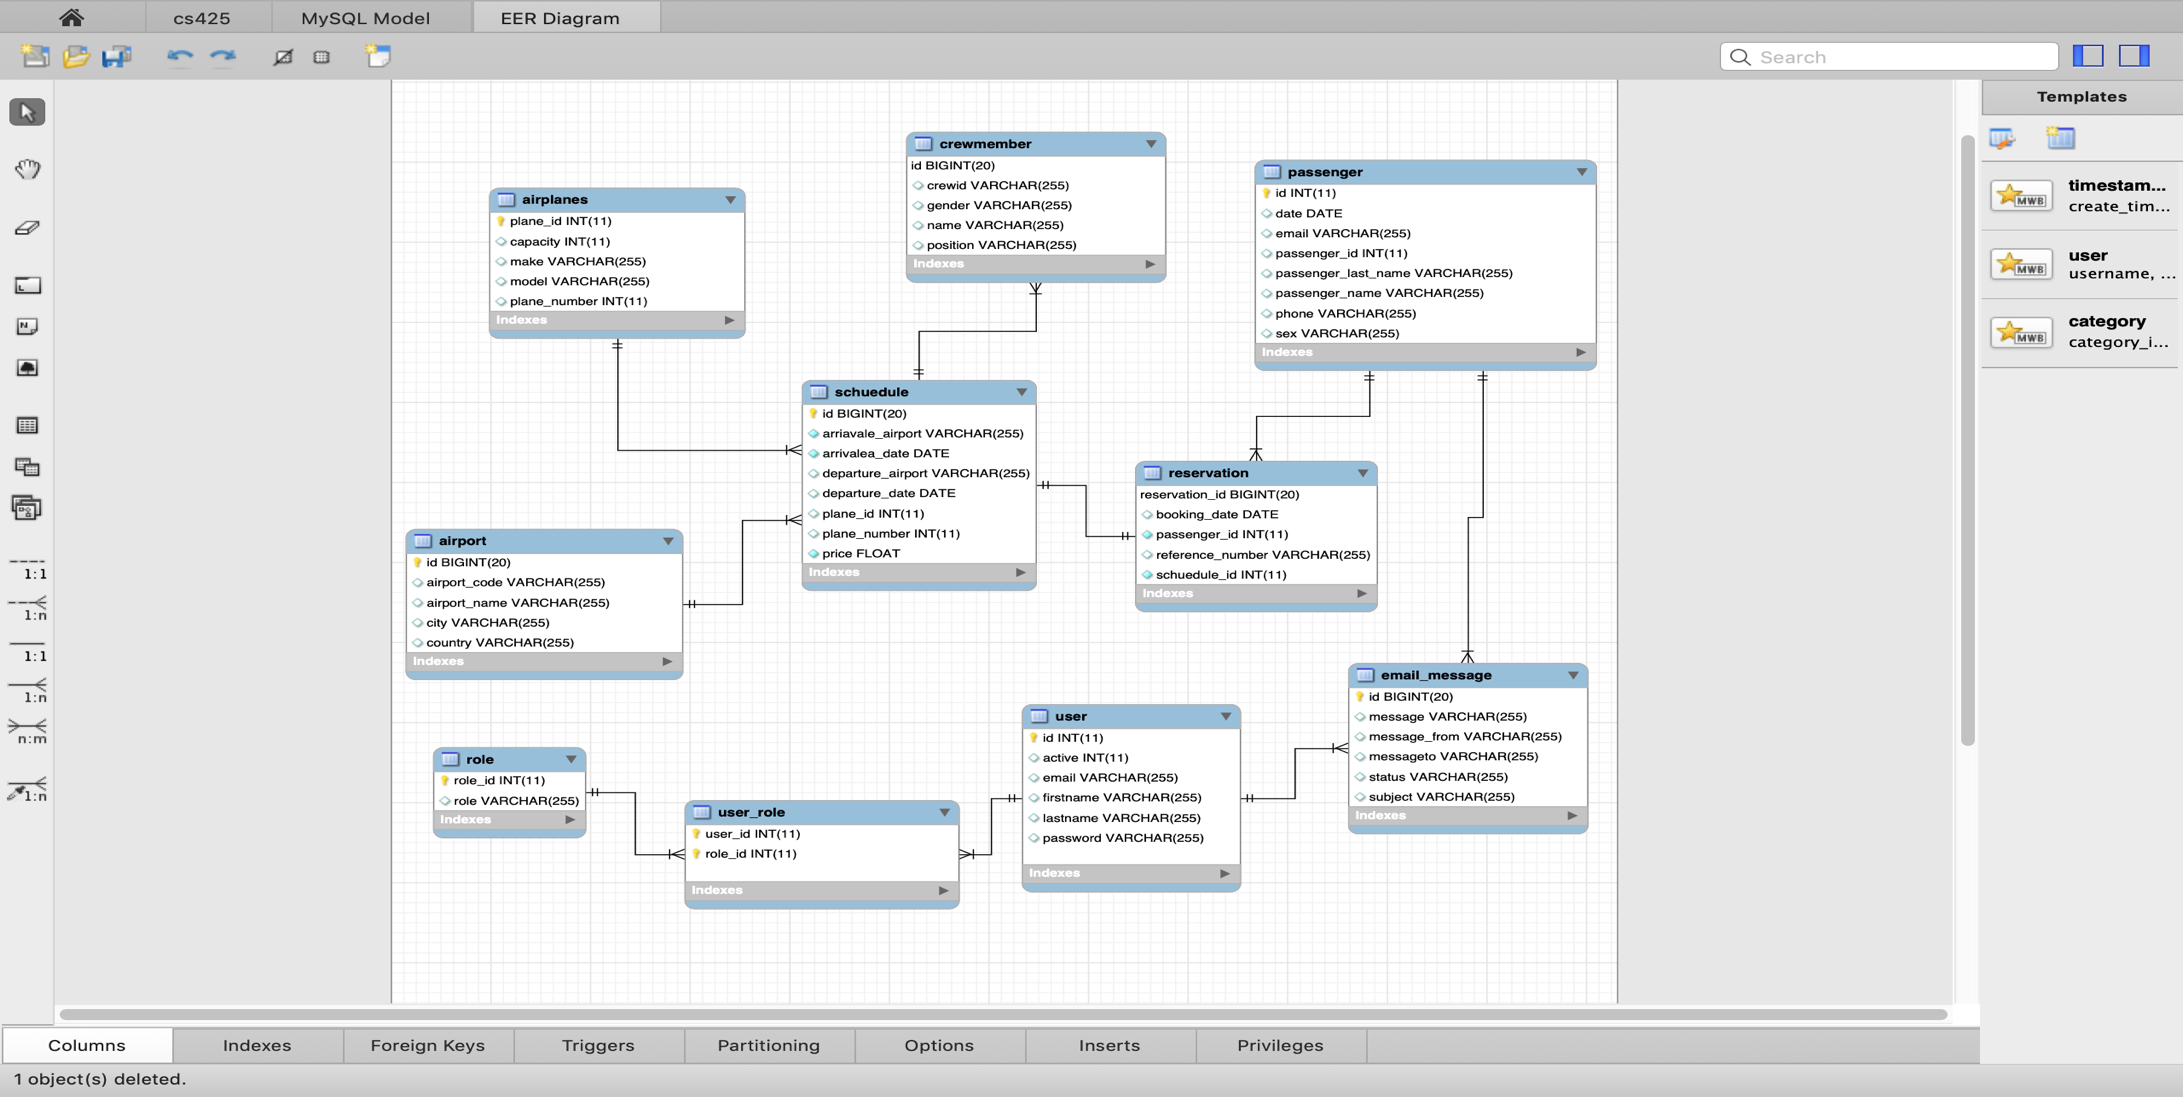 cs425
MySQL Model
EER Diagram
Search
Templates
timestam...
create_tim...
MWB
user
username, ...
MWB
category
category_i...
MWB
crewmember
id BIGINT(20)
crewid VARCHAR(255)
gender VARCHAR(255)
name VARCHAR(255)
position VARCHAR(255)
Indexes
passenger
id INT(11)
date DATE
email VARCHAR(255)
passenger_id INT(11)
passenger_last_name VARCHAR(255)
passenger_name VARCHAR(255)
phone VARCHAR(255)
sex VARCHAR(255)
Indexes
airplanes
plane_id INT(11)
capacity INT(11)
make VARCHAR(255)
model VARCHAR(255)
plane_number INT(11)
Indexes
schuedule
id BIGINT(20)
arriavale_airport VARCHAR(255)
arrivalea_date DATE
departure_airport VARCHAR(255)
departure_date DATE
plane_id INT(11)
plane_number INT(11)
price FLOAT
Indexes
reservation
reservation_id BIGINT(20)
booking_date DATE
passenger_id INT(11)
reference_number VARCHAR(255)
schuedule_id INT(11)
Indexes
airport
id BIGINT(20)
airport_code VARCHAR(255)
airport_name VARCHAR(255)
city VARCHAR(255)
country VARCHAR(255)
Indexes
email_message
id BIGINT(20)
message VARCHAR(255)
message_from VARCHAR(255)
messageto VARCHAR(255)
status VARCHAR(255)
subject VARCHAR(255)
Indexes
user
id INT(11)
active INT(11)
email VARCHAR(255)
firstname VARCHAR(255)
lastname VARCHAR(255)
password VARCHAR(255)
Indexes
role
role_id INT(11)
role VARCHAR(255)
Indexes
user_role
user_id INT(11)
role_id INT(11)
Indexes
1:1
1:n
1:1
1:n
n:m
1:n
Columns
Indexes
Foreign Keys
Triggers
Partitioning
Options
Inserts
Privileges
1 object(s) deleted.